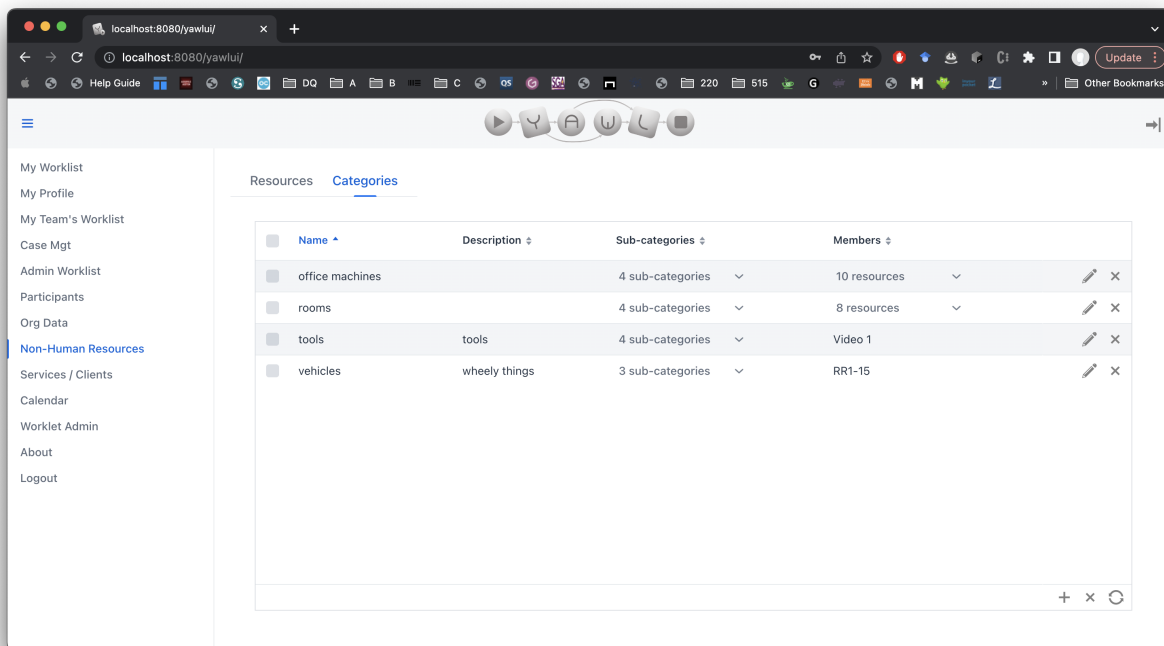 localhost:8080/yawlui/
localhost:8080/yawlui/
Update
Help Guide DQ A B C QS 220 515 G M Other Bookmarks
YAWL
My Worklist
My Profile
My Team's Worklist
Case Mgt
Admin Worklist
Participants
Org Data
Non-Human Resources
Services / Clients
Calendar
Worklet Admin
About
Logout
Resources Categories
Name Description Sub-categories Members
office machines 4 sub-categories 10 resources
rooms 4 sub-categories 8 resources
tools tools 4 sub-categories Video 1
vehicles wheely things 3 sub-categories RR1-15